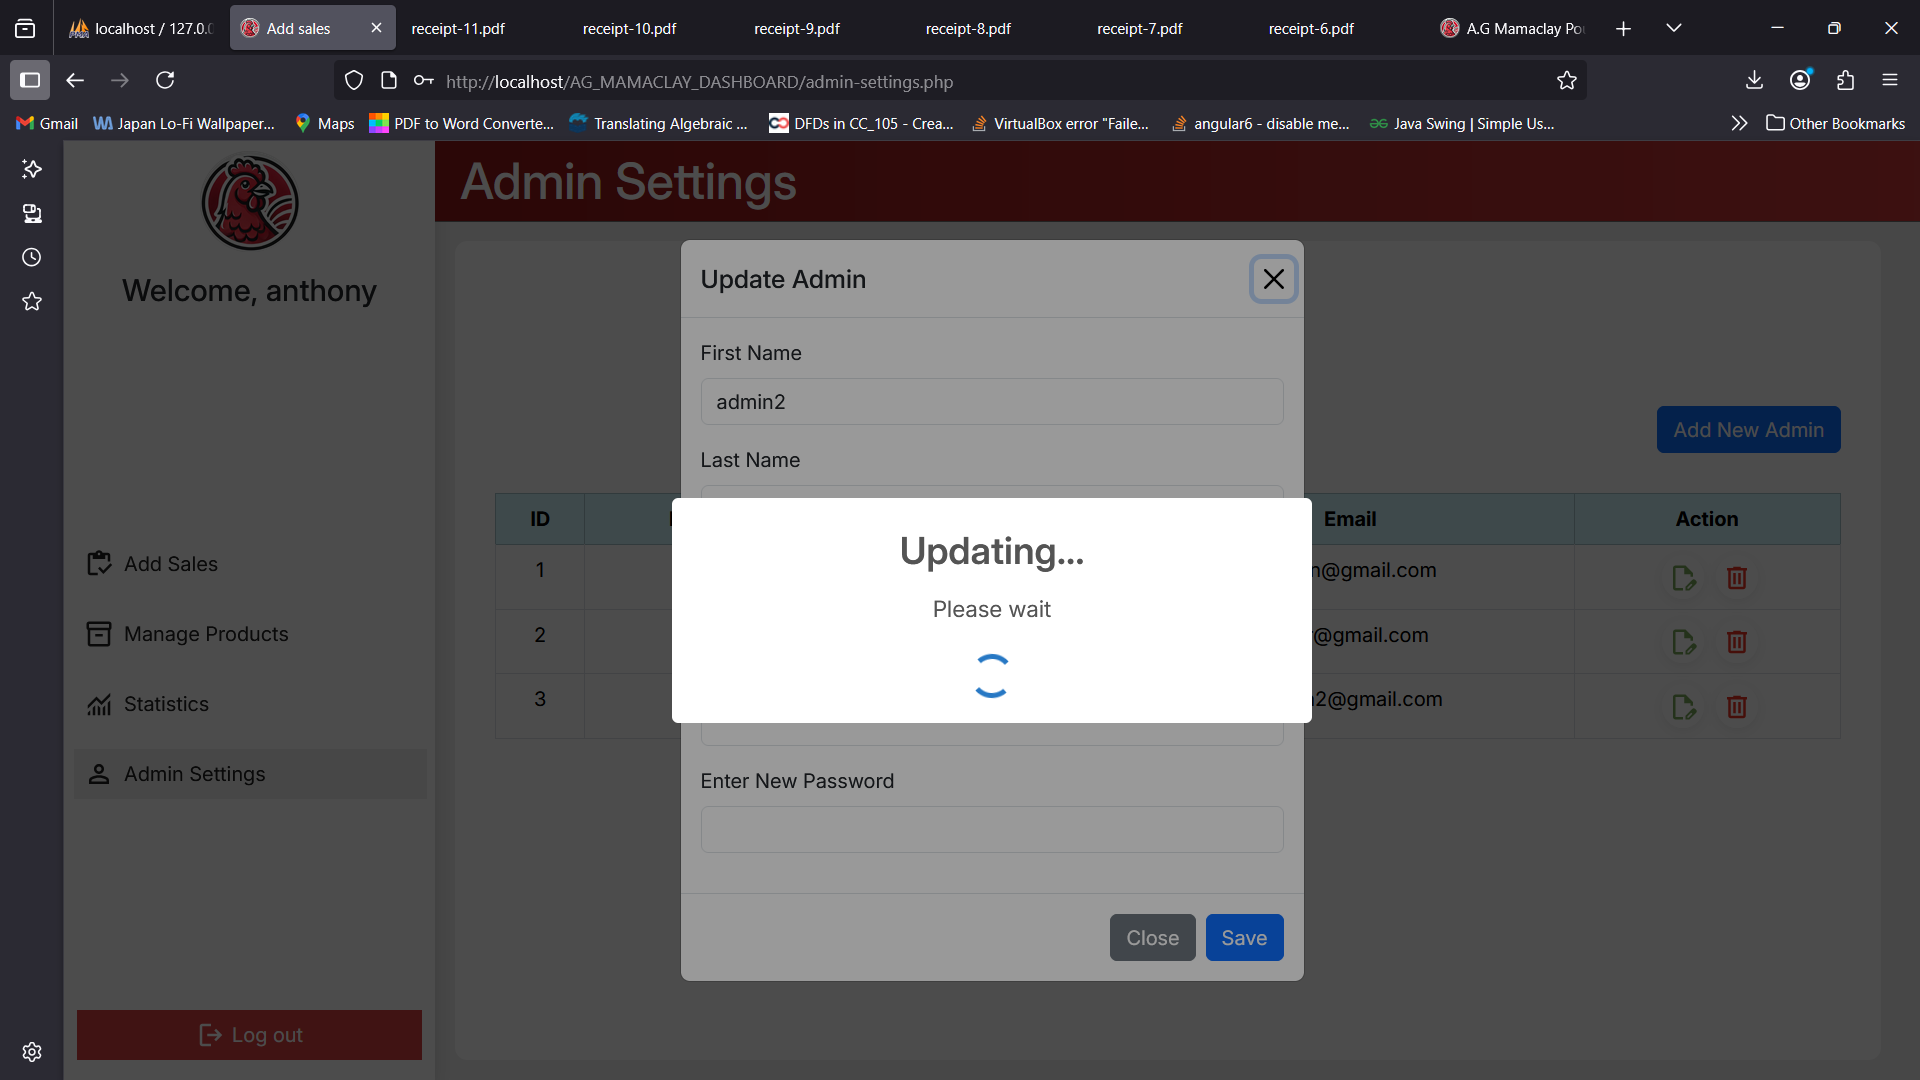 localhost / 127.0.0
Add sales
receipt-11.pdf
receipt-10.pdf
receipt-9.pdf
receipt-8.pdf
receipt-7.pdf
receipt-6.pdf
A.G Mamaclay Po
http://localhost/AG_MAMACLAY_DASHBOARD/admin-settings.php
Gmail
Japan Lo-Fi Wallpaper...
Maps
PDF to Word Converte...
Translating Algebraic ...
DFDs in CC_105 - Crea...
VirtualBox error "Faile...
angular6 - disable me...
Java Swing | Simple Us...
Other Bookmarks
Welcome, anthony
Add Sales
Manage Products
Statistics
Admin Settings
Log out
Admin Settings
Add New Admin
ID
Email
Action
1
n@gmail.com
2
@gmail.com
3
2@gmail.com
Update Admin
First Name
admin2
Last Name
Updating...
Please wait
Enter New Password
Close
Save